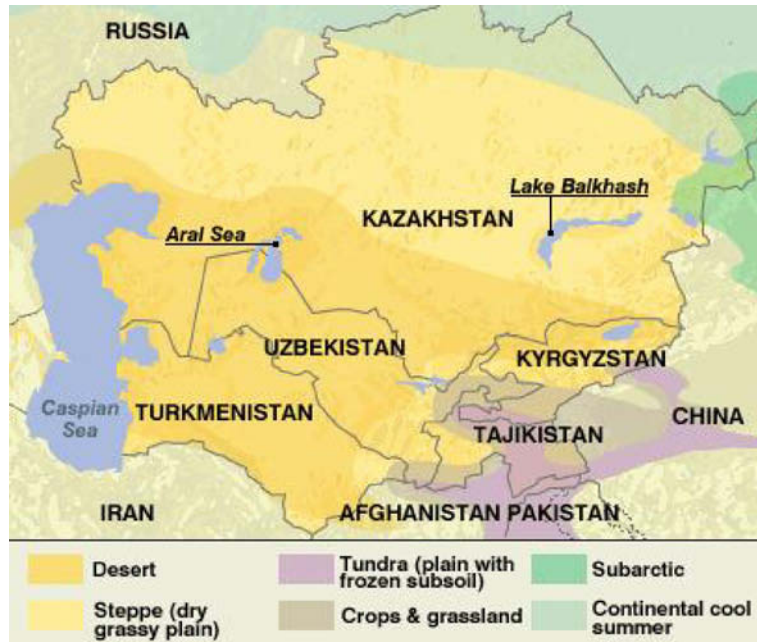 RUSSIA
Lake Balkhash
KAZAKHSTAN
Aral Sea
UZBEKISTAN
KYRGYZSTAN
Caspian
Sea
TURKMENISTAN
CHINA
TAJIKISTAN
IRAN
AFGHANISTAN PAKISTAN
Desert
Tundra (plain with
frozen subsoil)
Subarctic
Steppe (dry
grassy plain)
Crops & grassland
Continental cool
summer